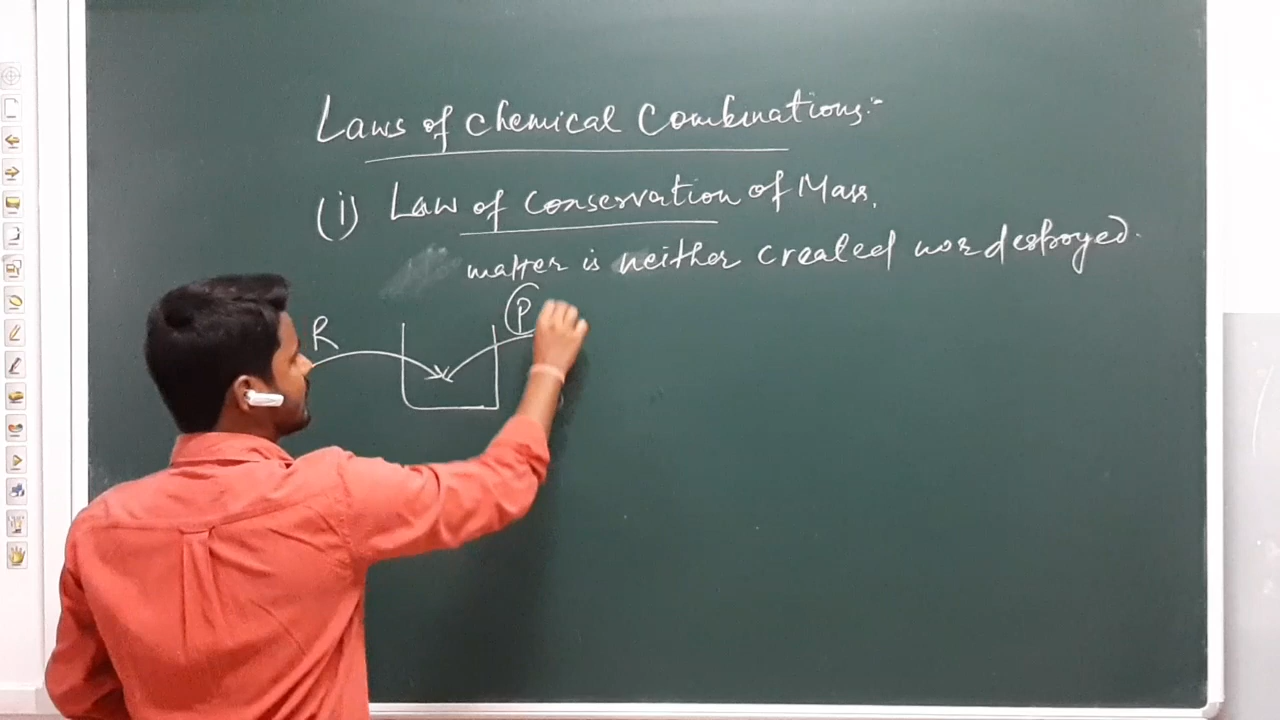 Laws of chemical Combinations:-
(i) Law of Conservation of Mass.
matter is neither created nor destroyed.
R
P